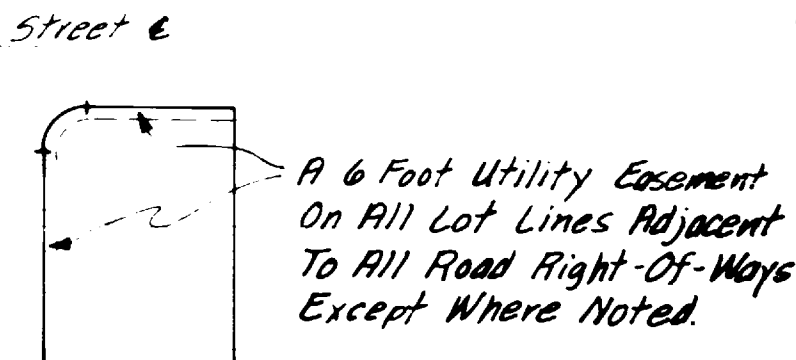 Street ℄
A 6 Foot Utility Easement
On All Lot Lines Adjacent
To All Road Right-Of-Ways
Except Where Noted.